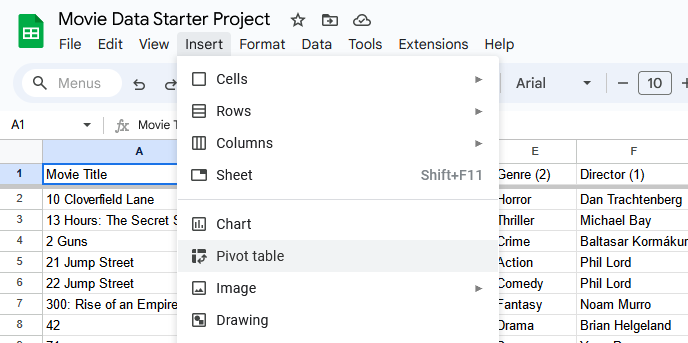 Movie Data Starter Project
File Edit View Insert Format Data Tools Extensions Help
Menus Arial 10
A1 Movie
A E F
1 Movie Title Genre (2) Director (1)
2 10 Cloverfield Lane Horror Dan Trachtenberg
3 13 Hours: The Secret Thriller Michael Bay
4 2 Guns Crime Baltasar Kormákur
5 21 Jump Street Action Phil Lord
6 22 Jump Street Comedy Phil Lord
7 300: Rise of an Empire Fantasy Noam Murro
8 42 Drama Brian Helgeland
Cells
Rows
Columns
Sheet Shift+F11
Chart
Pivot table
Image
Drawing